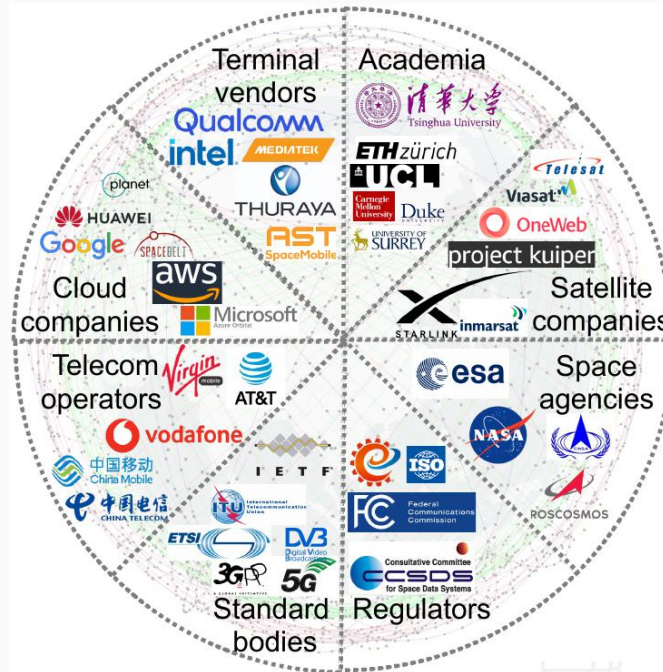 Terminal
vendors
Qualcomm
intel
MEDIATEK
THURAYA
AST
SpaceMobile
Academia
清華大学
Tsinghua University
ETH zürich
UCL
Carnegie
Mellon
University
Duke
UNIVERSITY
UNIVERSITY OF
SURREY
planet
HUAWEI
Google
SPACEBELT
aws
Microsoft
Azure Orbital
Cloud
companies
Telesat
Viasat
OneWeb
project kuiper
STARLINK
inmarsat
Satellite
companies
Telecom
operators
Virgin
mobile
AT&T
vodafone
中国移动
China Mobile
中国电信
CHINA TELECOM
esa
NASA
CNSA
ROSCOSMOS
Space
agencies
IETF
ITU
International
Telecommunication
Union
ETSI
DVB
Digital Video
Broadcasting
3GPP
A GLOBAL INITIATIVE
5G
Standard
bodies
ISO
FCC
Federal
Communications
Commission
Consultative Committee
CCSDS
for Space Data Systems
Regulators